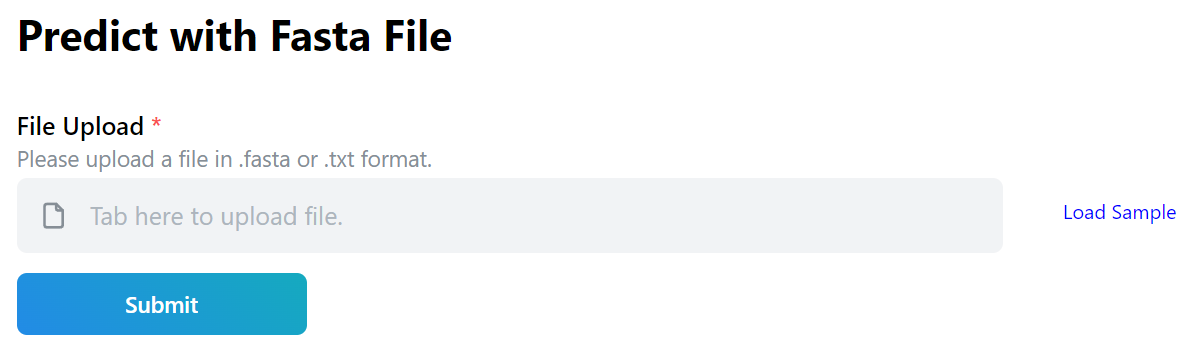 Predict with Fasta File
File Upload *
Please upload a file in .fasta or .txt format.
Tab here to upload file.
Load Sample
Submit